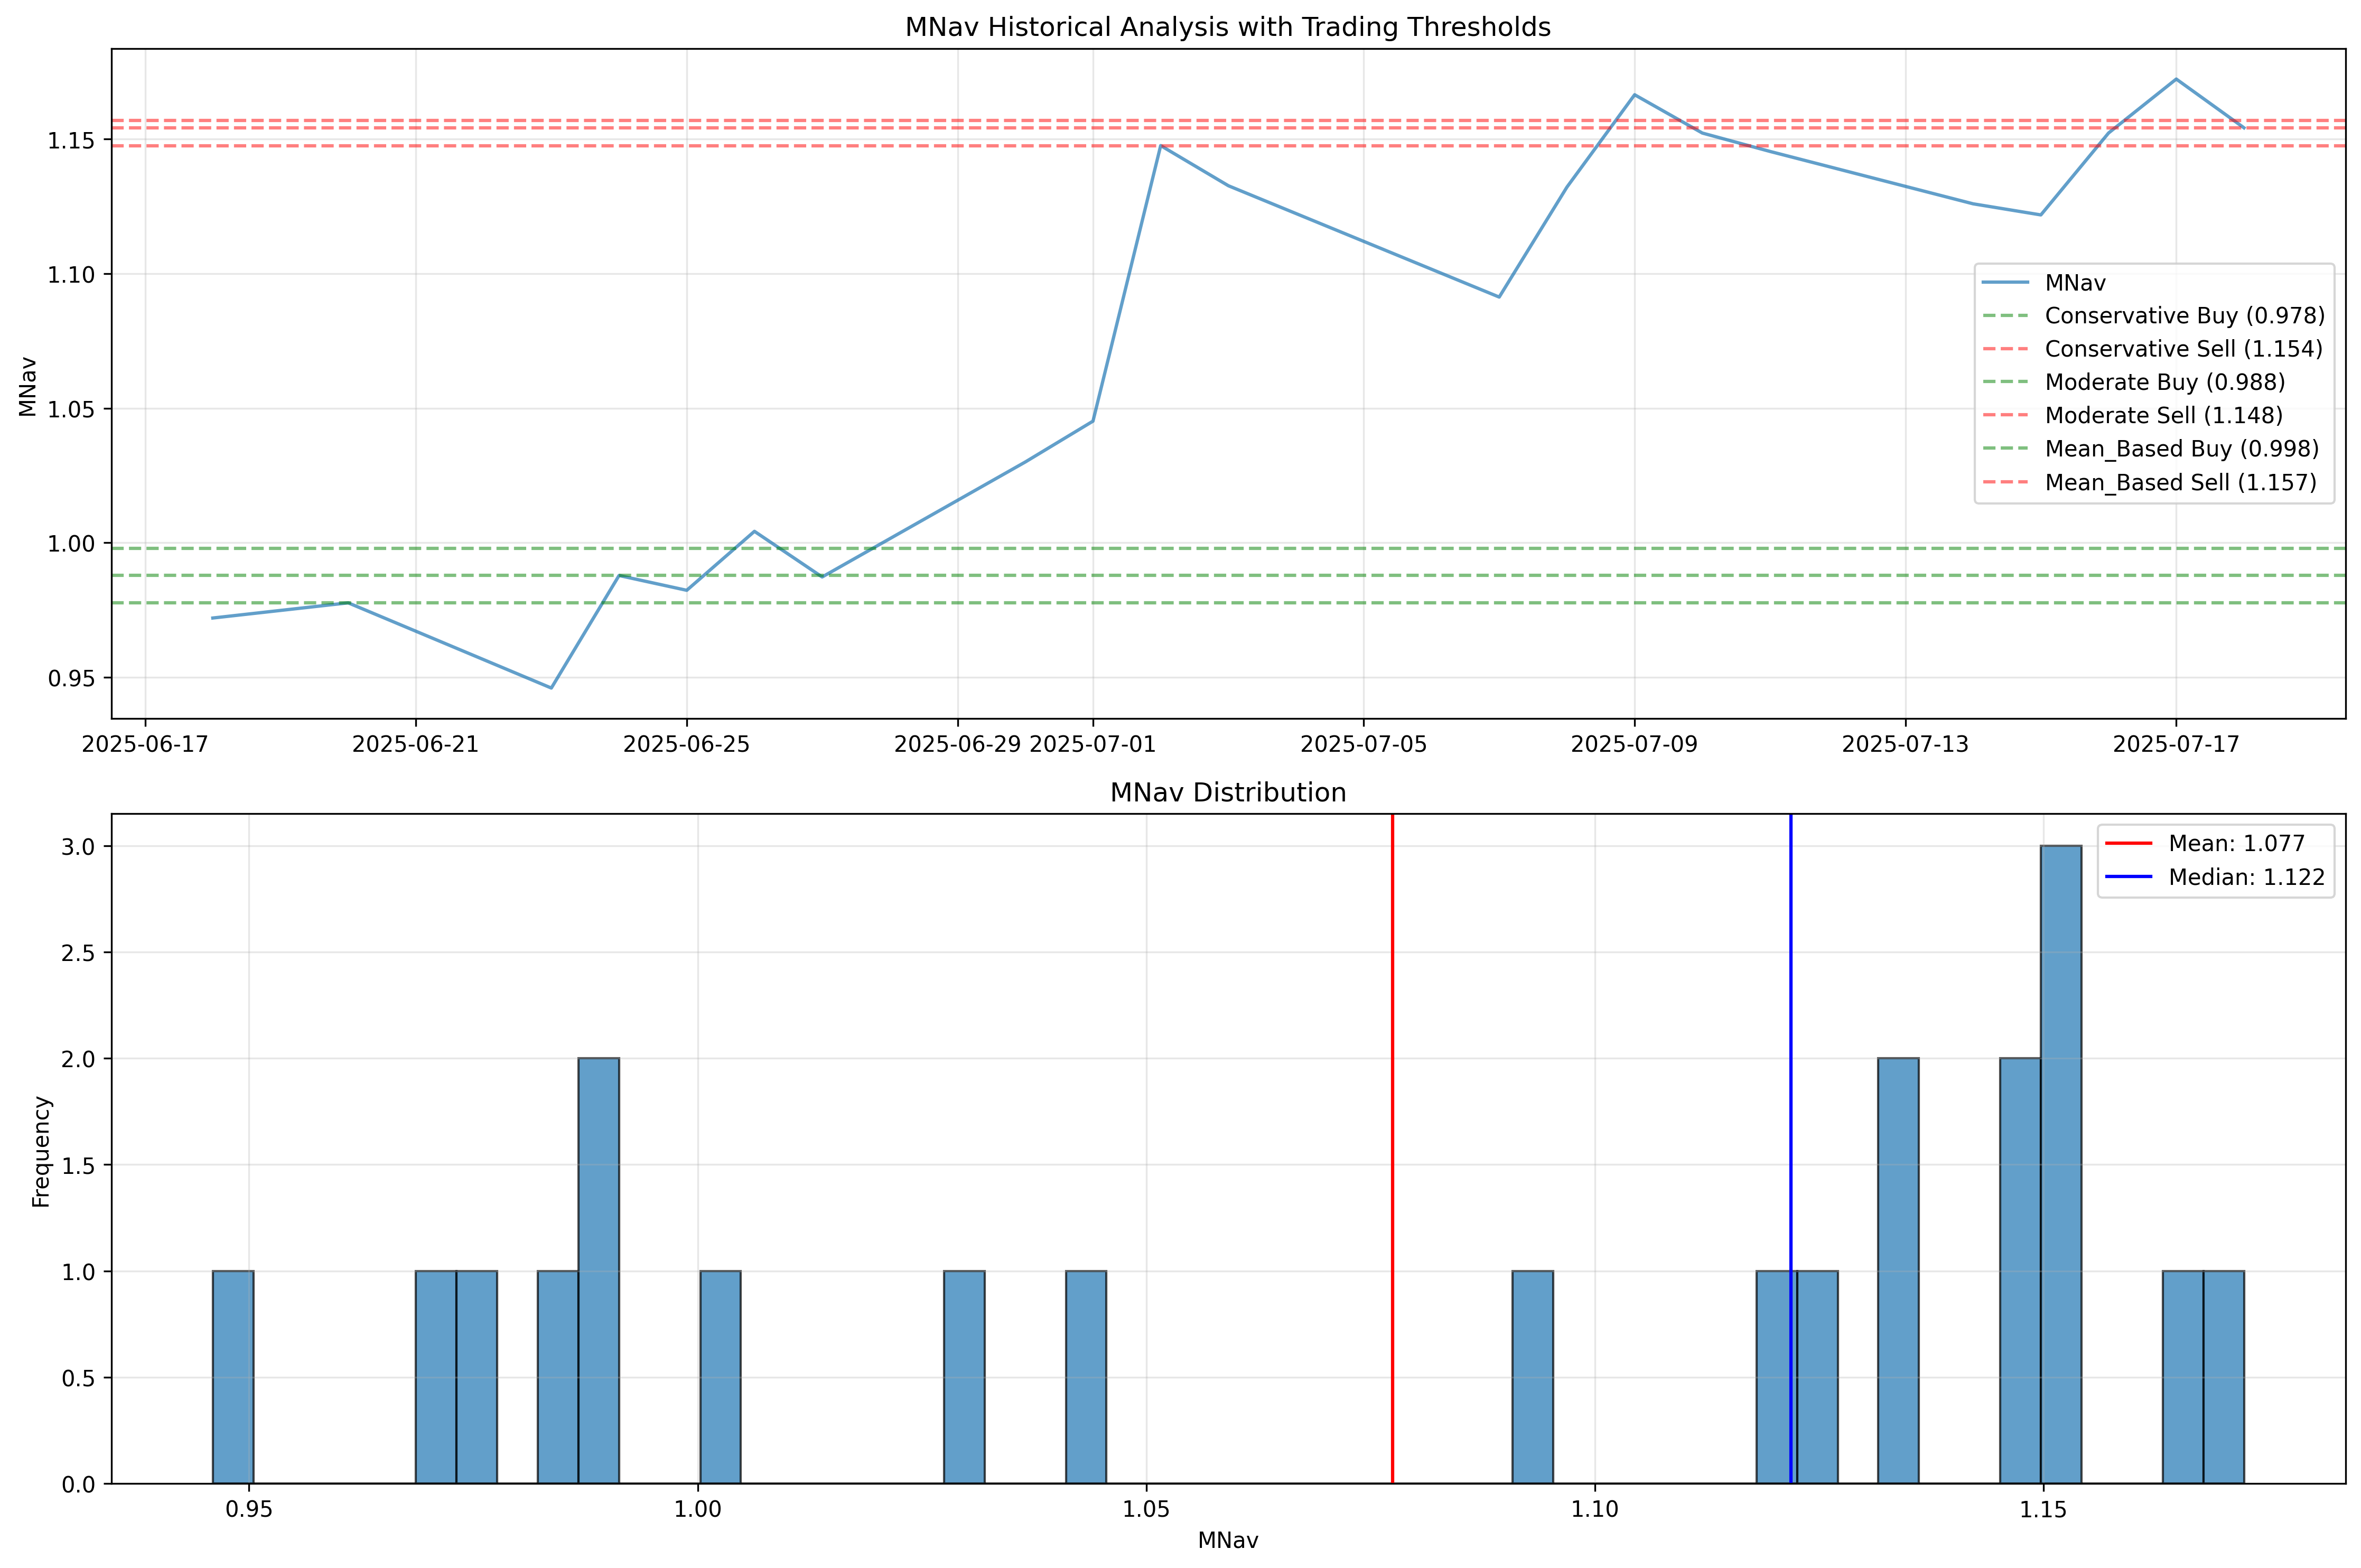 MNav Historical Analysis with Trading Thresholds
MNav
1.15
1.10
1.05
1.00
0.95
MNav
Conservative Buy (0.978)
Conservative Sell (1.154)
Moderate Buy (0.988)
Moderate Sell (1.148)
Mean_Based Buy (0.998)
Mean_Based Sell (1.157)
2025-06-17 2025-06-21 2025-06-25 2025-06-29 2025-07-01 2025-07-05 2025-07-09 2025-07-13 2025-07-17
MNav Distribution
Frequency
3.0
2.5
2.0
1.5
1.0
0.5
0.0
Mean: 1.077
Median: 1.122
0.95 1.00 1.05 1.10 1.15
MNav